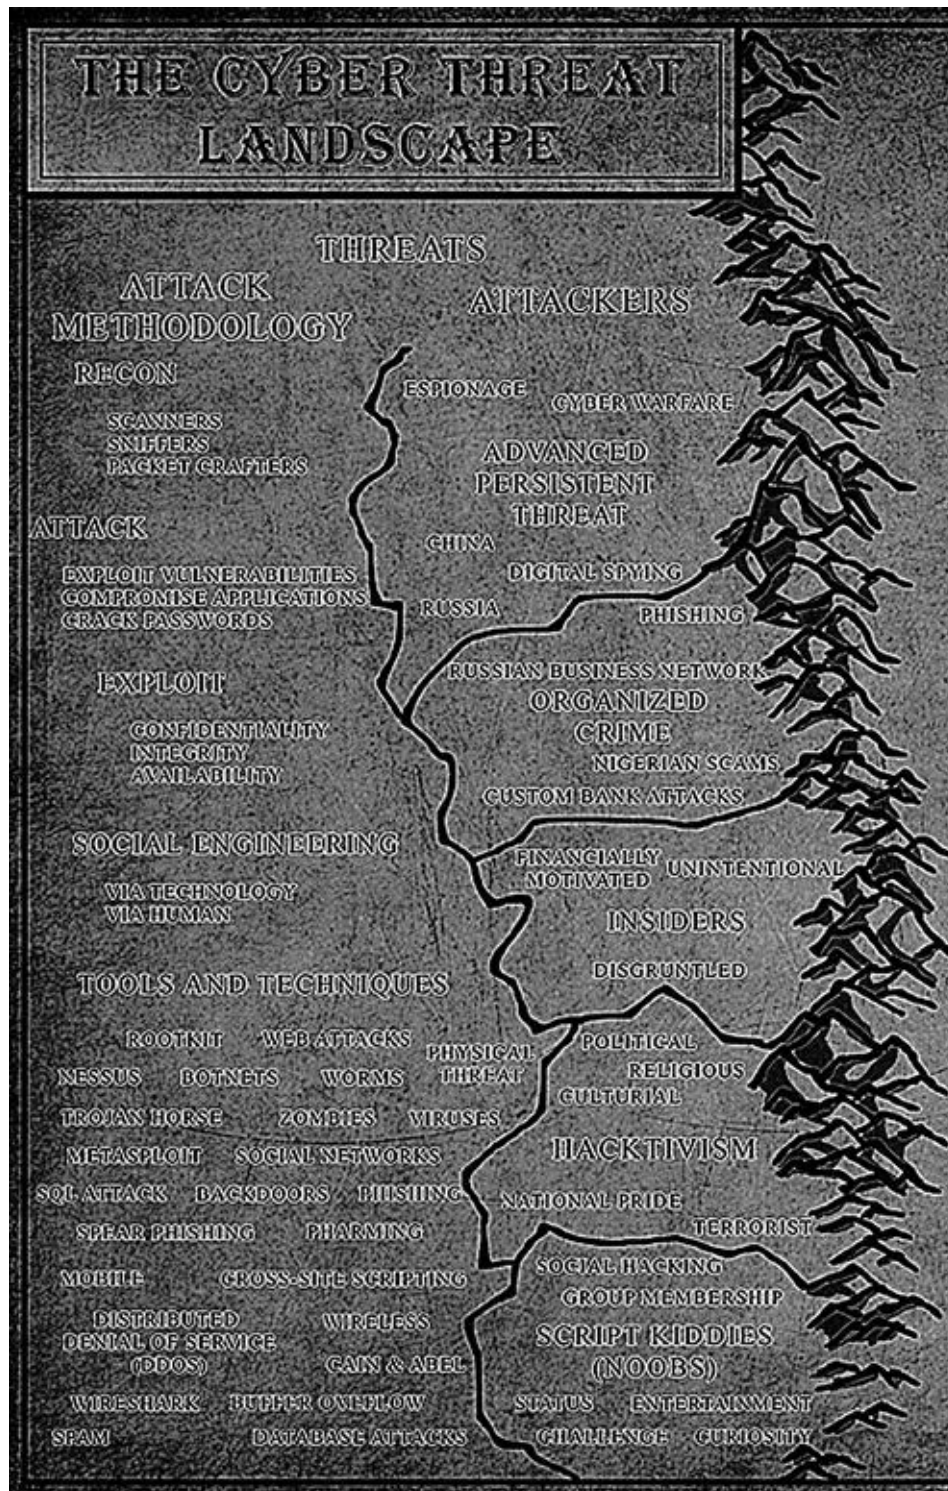 THE CYBER THREAT
LANDSCAPE
THREATS
ATTACK
METHODOLOGY
RECON
SCANNERS
SNIFFERS
PACKET CRAFTERS
ATTACK
EXPLOIT VULNERABILITIES
COMPROMISE APPLICATIONS
CRACK PASSWORDS
EXPLOIT
CONFIDENTIALITY
INTEGRITY
AVAILABILITY
SOCIAL ENGINEERING
VIA TECHNOLOGY
VIA HUMAN
TOOLS AND TECHNIQUES
ROOTKIT WEB ATTACKS
PHYSICAL
THREAT
NESSUS BOTNETS WORMS
TROJAN HORSE ZOMBIES VIRUSES
METASPLOIT SOCIAL NETWORKS
SQL ATTACK BACKDOORS PHISHING
SPEAR PHISHING PHARMING
MOBILE CROSS-SITE SCRIPTING
DISTRIBUTED
DENIAL OF SERVICE
(DDOS)
WIRELESS
CAIN & ABEL
WIRESHARK BUFFER OVEFLOW
SPAM DATABASE ATTACKS
ATTACKERS
ESPIONAGE
CYBER WARFARE
ADVANCED
PERSISTENT
THREAT
CHINA
DIGITAL SPYING
RUSSIA
PHISHING
RUSSIAN BUSINESS NETWORK
ORGANIZED
CRIME
NIGERIAN SCAMS
CUSTOM BANK ATTACKS
FINANCIALLY
MOTIVATED
UNINTENTIONAL
INSIDERS
DISGRUNTLED
POLITICAL
RELIGIOUS
CULTURIAL
HACKTIVISM
NATIONAL PRIDE
TERRORIST
SOCIAL HACKING
GROUP MEMBERSHIP
SCRIPT KIDDIES
(NOOBS)
STATUS ENTERTAINMENT
CHALLENGE CURIOSITY